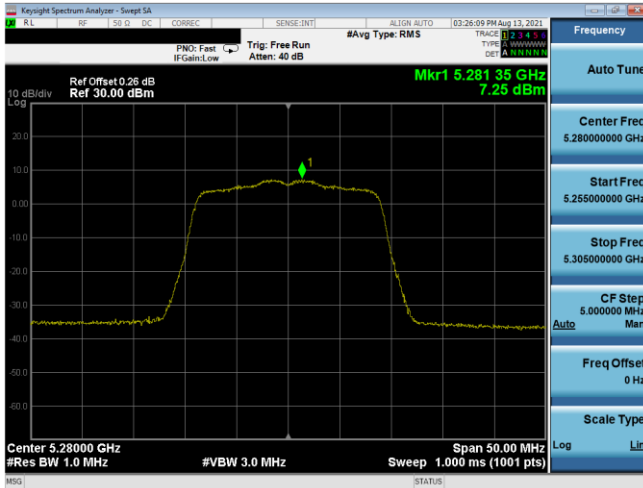 Keysight Spectrum Analyzer - Swept SA
RL RF 50 Ω DC CORREC SENSE:INT ALIGN AUTO 03:26:09 PM Aug 13, 2021
#Avg Type: RMS TRACE 1 2 3 4 5 6
PNO: Fast Trig: Free Run TYPE A WWWWW
IFGain:Low Atten: 40 dB DET A NNNNN
Mkr1 5.281 35 GHz
7.25 dBm
Ref Offset 0.26 dB
10 dB/div Ref 30.00 dBm
Log
20.0
1
10.0
0.00
-10.0
-20.0
-30.0
-40.0
-50.0
-60.0
Center 5.28000 GHz Span 50.00 MHz
#Res BW 1.0 MHz #VBW 3.0 MHz Sweep 1.000 ms (1001 pts)
MSG STATUS
Frequency
Auto Tune
Center Freq
5.280000000 GHz
Start Freq
5.255000000 GHz
Stop Freq
5.305000000 GHz
CF Step
5.000000 MHz
Auto Man
Freq Offset
0 Hz
Scale Type
Log Lin